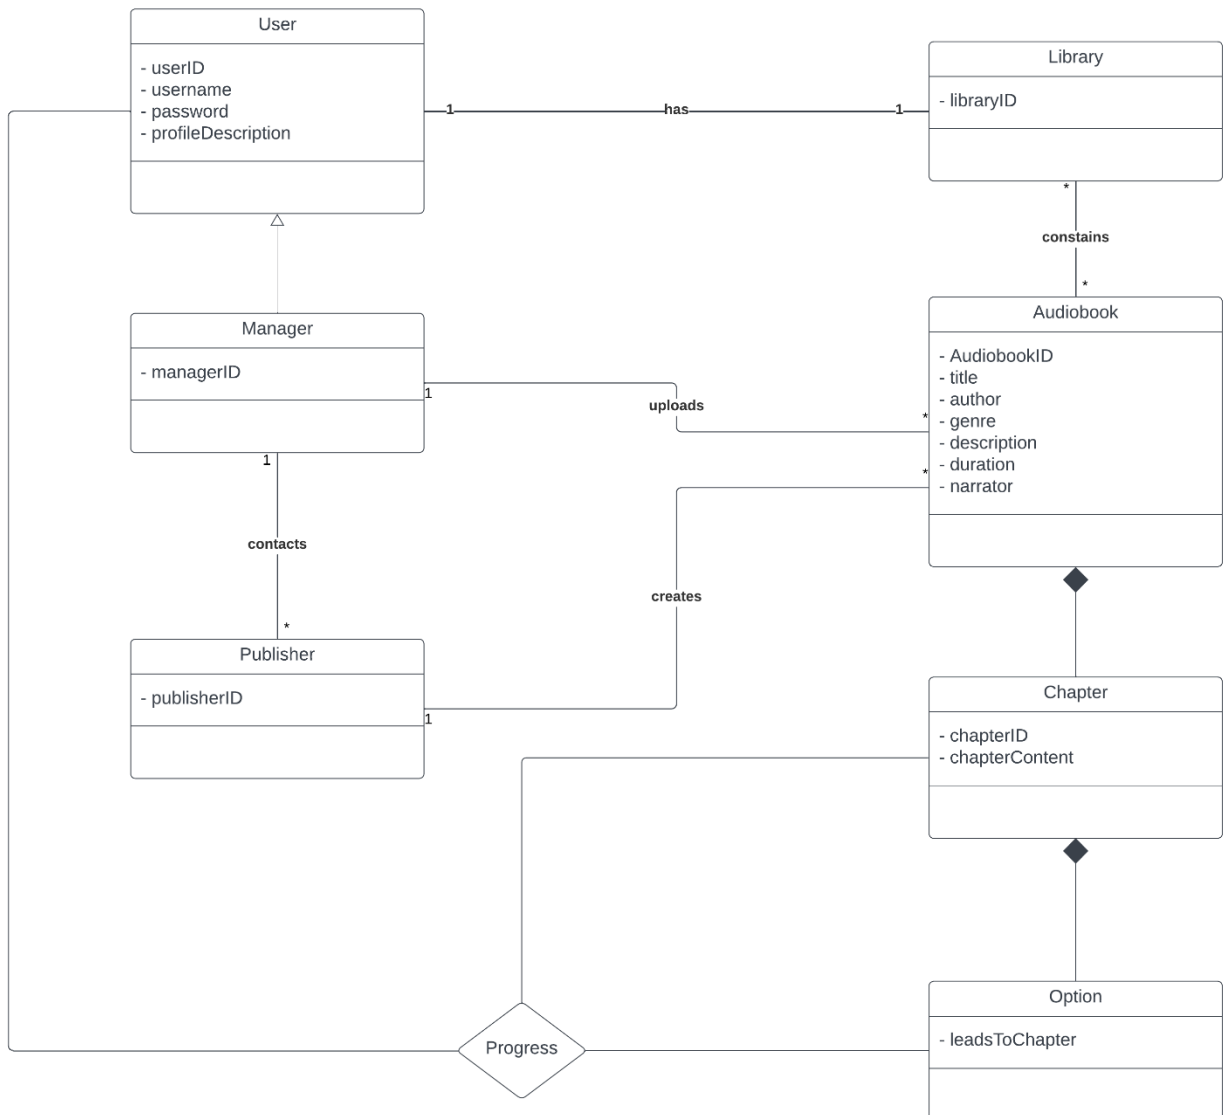 User
- userID
- username
- password
- profileDescription
1
has
1
Library
- libraryID
*
constains
*
Manager
- managerID
1
uploads
*
Audiobook
- AudiobookID
- title
- author
- genre
- description
- duration
- narrator
1
contacts
*
*
creates
Publisher
- publisherID
1
Chapter
- chapterID
- chapterContent
Progress
Option
- leadsToChapter